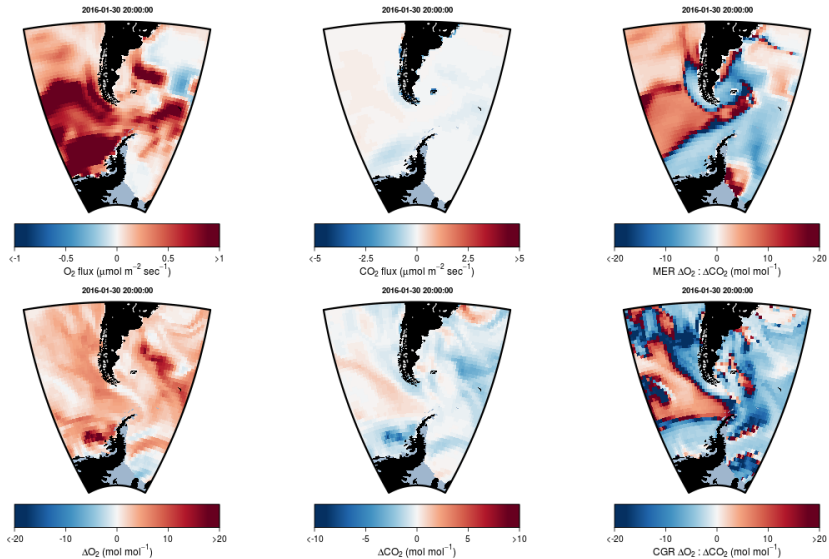 2016-01-30 20:00:00
2016-01-30 20:00:00
2016-01-30 20:00:00
<-1 -0.5 0 0.5 >1
O₂ flux (μmol m⁻² sec⁻¹)
<-5 -2.5 0 2.5 >5
CO₂ flux (μmol m⁻² sec⁻¹)
<-20 -10 0 10 >20
MER ΔO₂ : ΔCO₂ (mol mol⁻¹)
2016-01-30 20:00:00
2016-01-30 20:00:00
2016-01-30 20:00:00
<-20 -10 0 10 >20
ΔO₂ (mol mol⁻¹)
<-10 -5 0 5 >10
ΔCO₂ (mol mol⁻¹)
<-20 -10 0 10 >20
CGR ΔO₂ : ΔCO₂ (mol mol⁻¹)